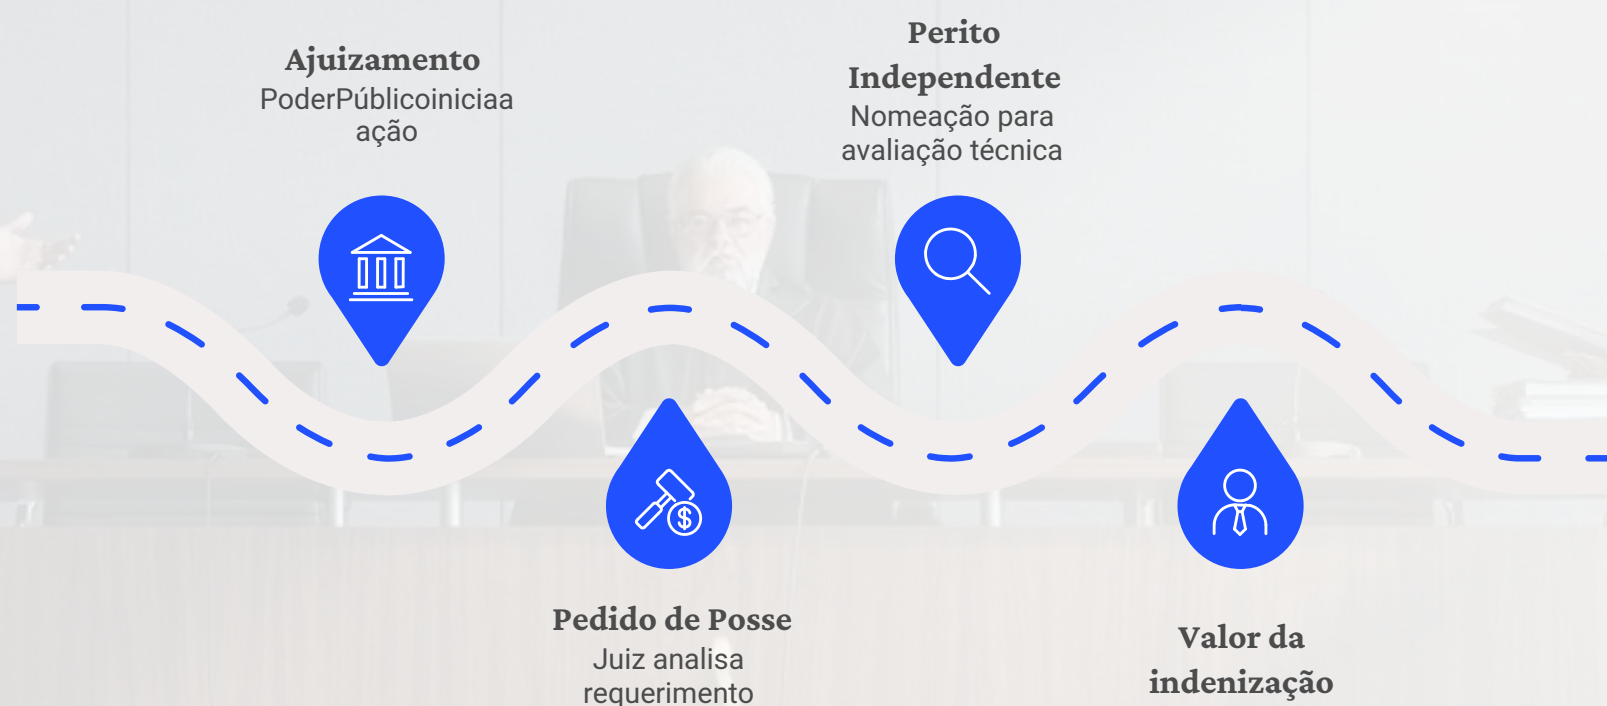 Ajuizamento
PoderPúblicoiniciaa
ação
Pedido de Posse
Juiz analisa
requerimento
Perito
Independente
Nomeação para
avaliação técnica
Valor da
indenização